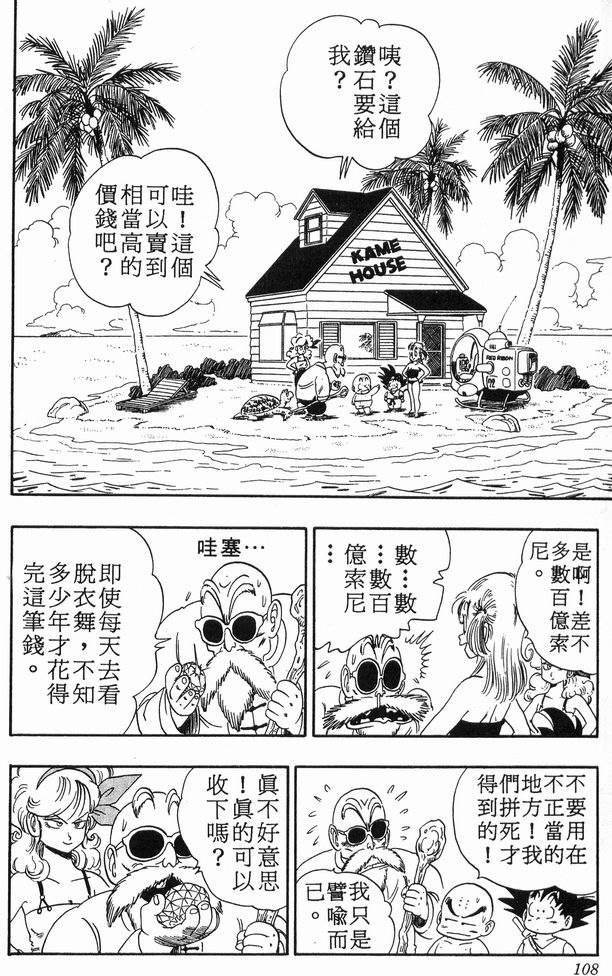 咦？這個
鑽石要給
我？
哇！這個
可以賣到
相當高的
價錢吧？
KAME
HOUSE
RED RIBBON
是啊！差不
多數百億索
尼。
數…數
…數百
億索尼
…
哇塞…
即使每天去看
脫衣舞，不知
多少年才花得
完這筆錢。
不要用在
不正當的
地方！我
們拼死才
得到的！
我只是
譬喻而
已。
眞不好意思
！眞的可以
收下嗎？
108